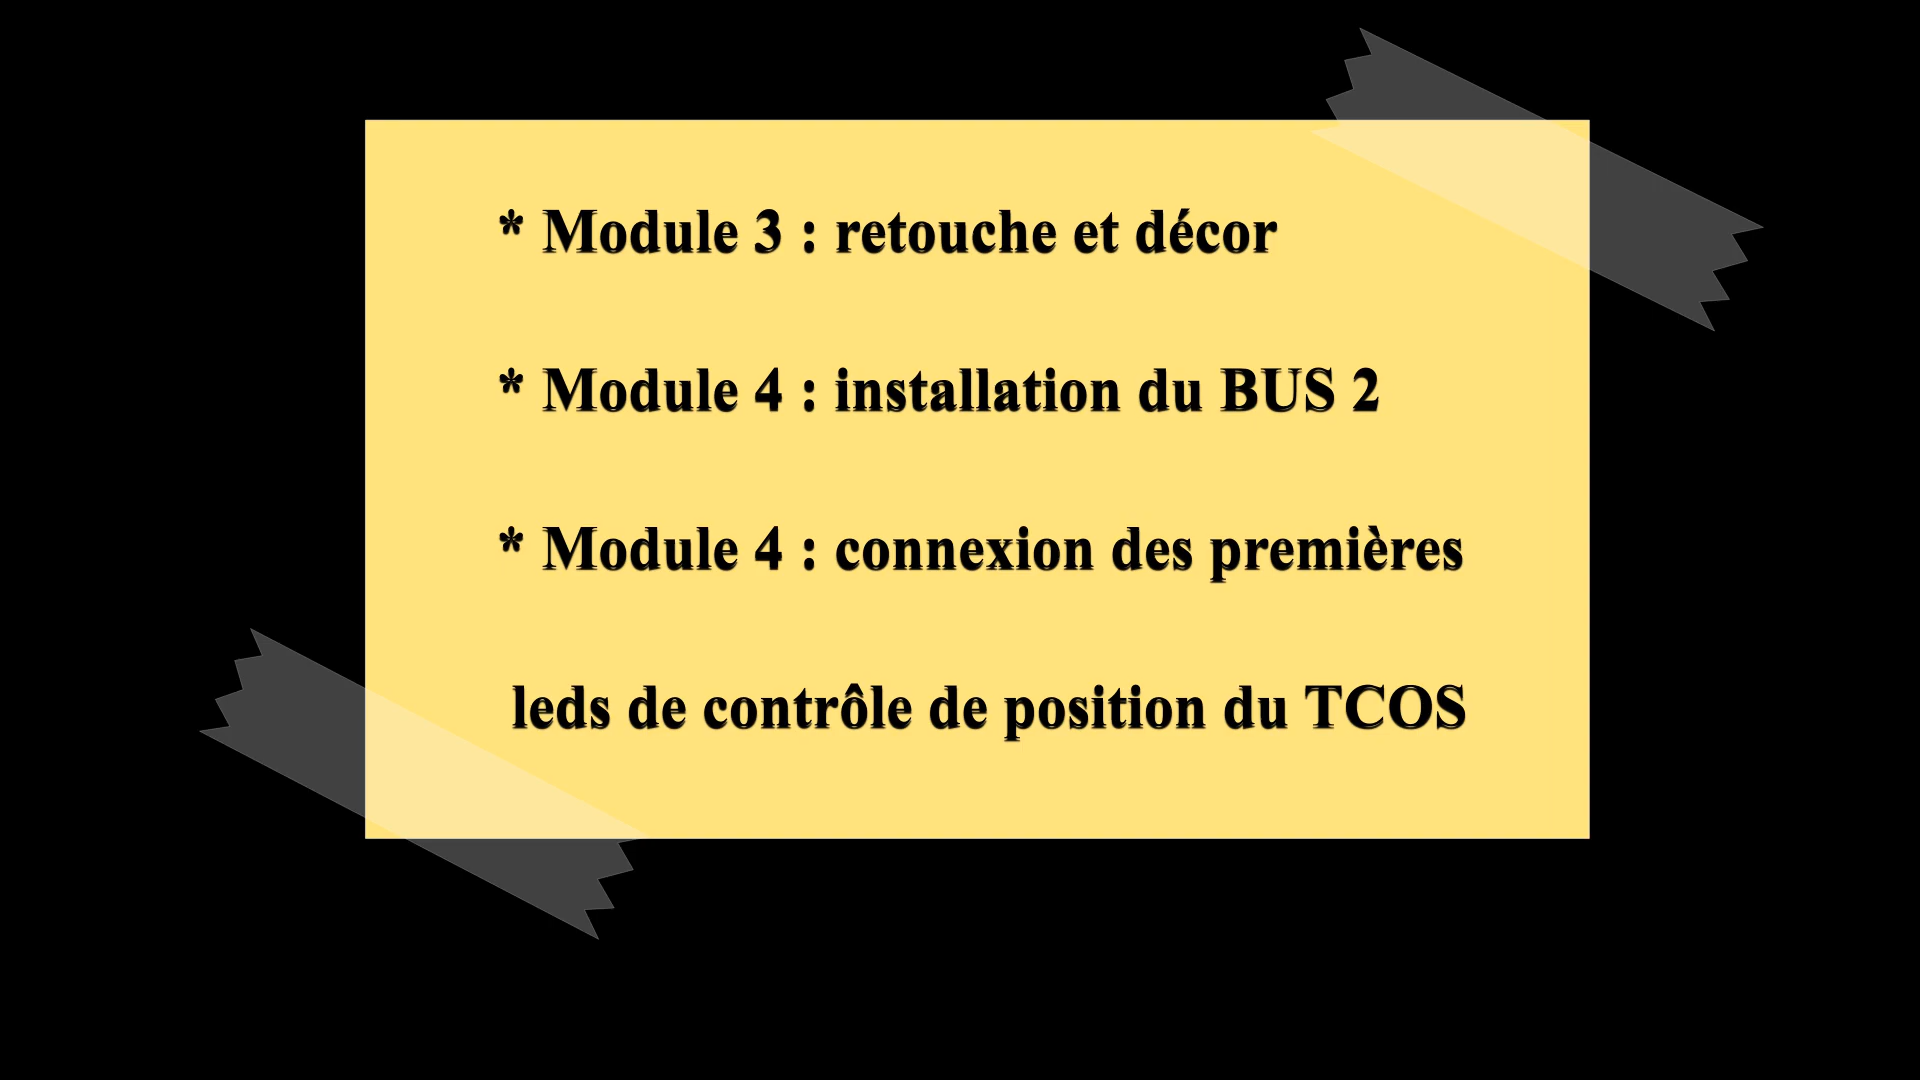 * Module 3 : retouche et décor
* Module 4 : installation du BUS 2
* Module 4 : connexion des premières
leds de contrôle de position du TCOS